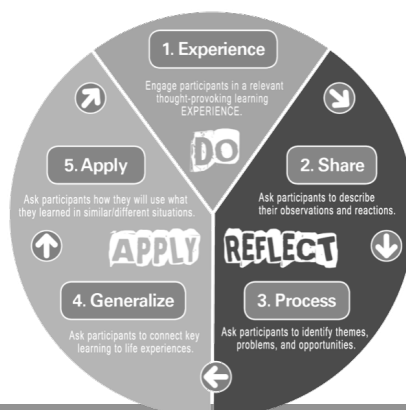 1. Experience
Engage participants in a relevant
thought-provoking learning
EXPERIENCE.
DO
5. Apply
Ask participants how they will use what
they learned in similar/different situations.
2. Share
Ask participants to describe
their observations and reactions.
APPLY
REFLECT
4. Generalize
Ask participants to connect key
learning to life experiences.
3. Process
Ask participants to identify themes,
problems, and opportunities.